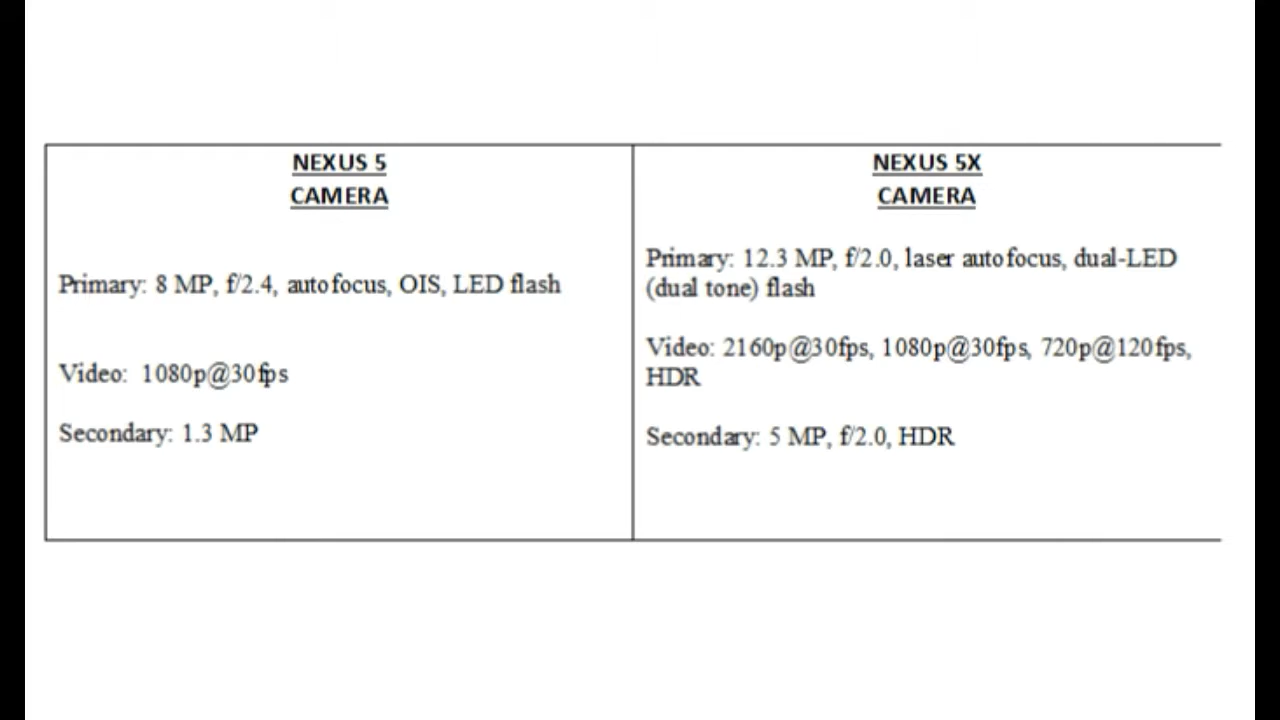 NEXUS 5
CAMERA
Primary: 8 MP, f/2.4, autofocus, OIS, LED flash
Video: 1080p@30fps
Secondary: 1.3 MP
NEXUS 5X
CAMERA
Primary: 12.3 MP, f/2.0, laser autofocus, dual-LED
(dual tone) flash
Video: 2160p@30fps, 1080p@30fps, 720p@120fps,
HDR
Secondary: 5 MP, f/2.0, HDR